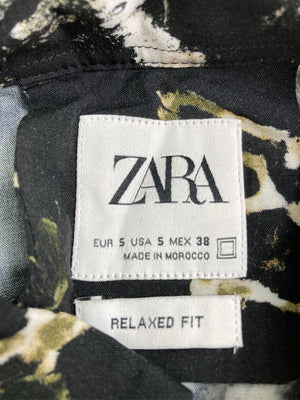 ZARA
EUR S USA S MEX 38
MADE IN MOROCCO
RELAXED FIT